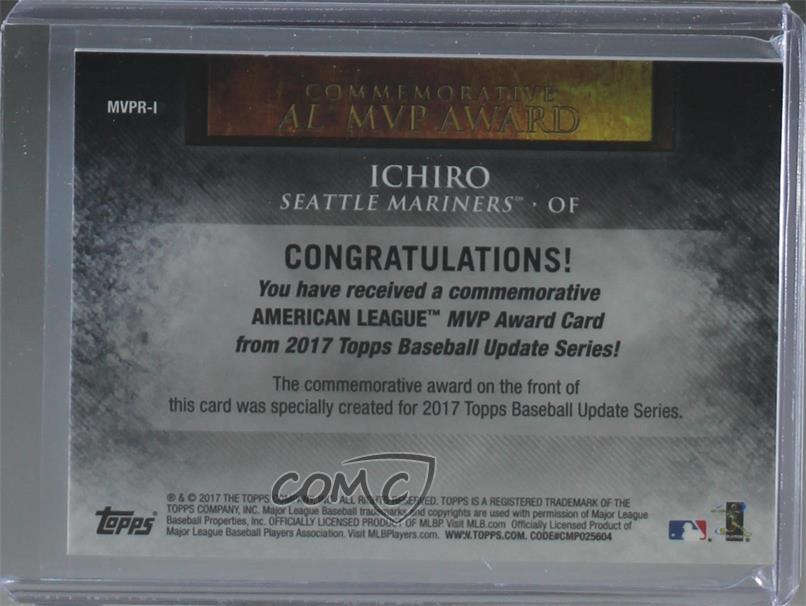 MVPR-I
COMMEMORATIVE
AL MVP AWARD
ICHIRO
SEATTLE MARINERS™ · OF
CONGRATULATIONS!
You have received a commemorative
AMERICAN LEAGUE™ MVP Award Card
from 2017 Topps Baseball Update Series!
The commemorative award on the front of
this card was specially created for 2017 Topps Baseball Update Series.
COMC
® & © 2017 THE TOPPS COMPANY, INC. ALL RIGHTS RESERVED. TOPPS IS A REGISTERED TRADEMARK OF THE
TOPPS COMPANY, INC. Major League Baseball trademarks and copyrights are used with permission of Major League
Baseball Properties, Inc. OFFICIALLY LICENSED PRODUCT OF MLBP. Visit MLB.com Officially Licensed Product of
Major League Baseball Players Association. Visit MLBPlayers.com. WWW.TOPPS.COM. CODE#CMP025604
Topps